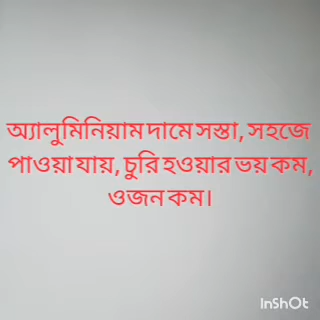 অ্যালুমিনিয়াম দামে সস্তা, সহজে
পাওয়া যায়, চুরি হওয়ার ভয় কম,
ওজন কম।
InShOt